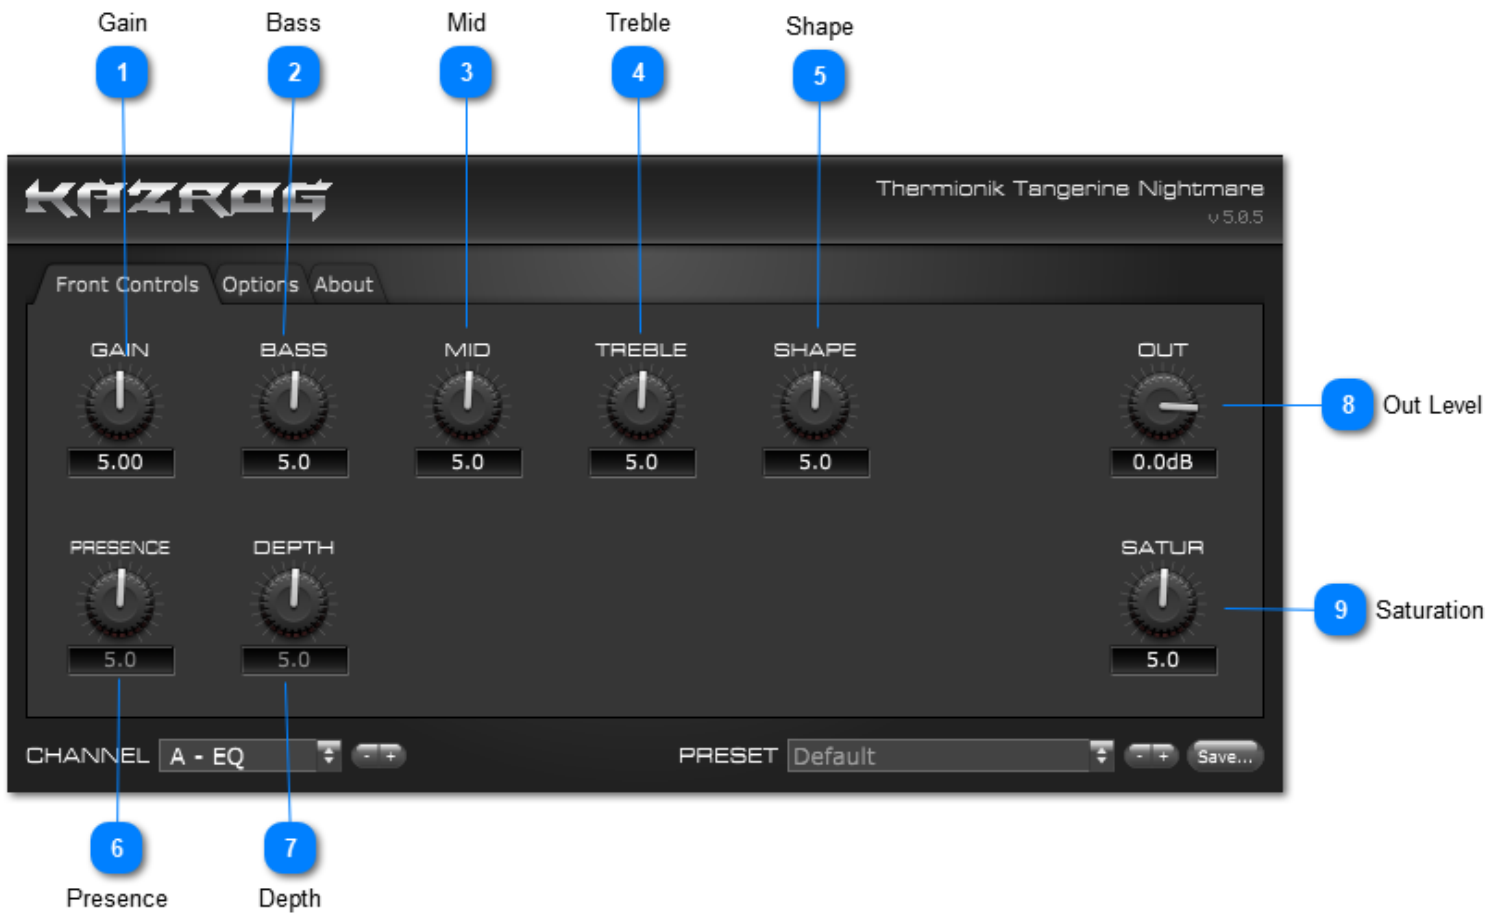 Gain Bass Mid Treble Shape
1 2 3 4 5
KAZROG
Thermionik Tangerine Nightmare
v 5.0.5
Front Controls Options About
GAIN BASS MID TREBLE SHAPE OUT
8 Out Level
5.00 5.0 5.0 5.0 5.0 0.0dB
PRESENCE DEPTH SATUR
9 Saturation
5.0 5.0 5.0
CHANNEL A - EQ - + PRESET Default - + Save...
6 7
Presence Depth